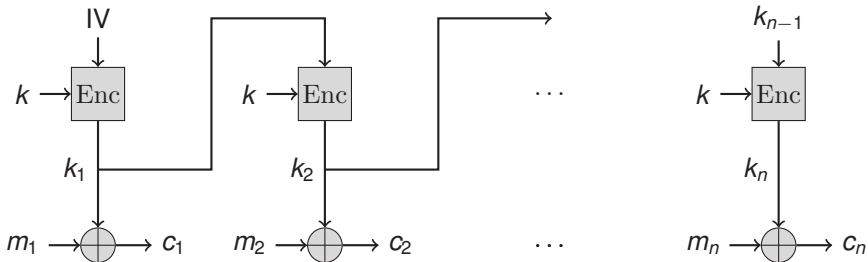 IV k_{n−1}
k Enc k Enc ··· k Enc
k_1 k_2 k_n
m_1 c_1 m_2 c_2 ··· m_n c_n